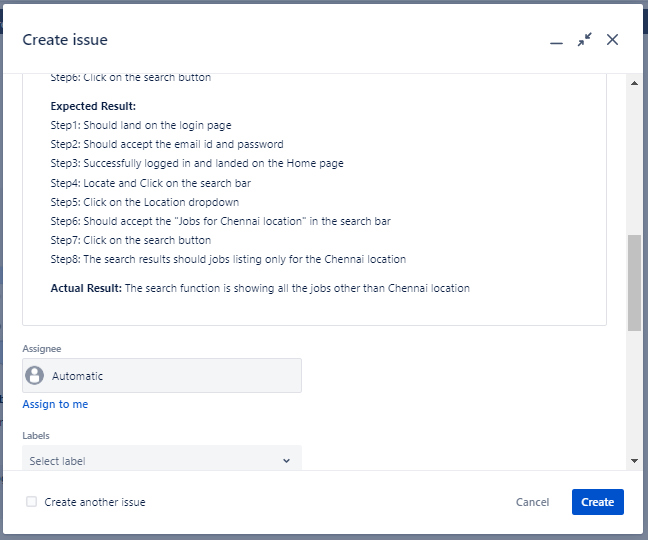 Create issue
Step6: Click on the search button
Expected Result:
Step1: Should land on the login page
Step2: Should accept the email id and password
Step3: Successfully logged in and landed on the Home page
Step4: Locate and Click on the search bar
Step5: Click on the Location dropdown
Step6: Should accept the "Jobs for Chennai location" in the search bar
Step7: Click on the search button
Step8: The search results should jobs listing only for the Chennai location
Actual Result: The search function is showing all the jobs other than Chennai location
Assignee
Automatic
Assign to me
Labels
Select label
Create another issue
Cancel
Create